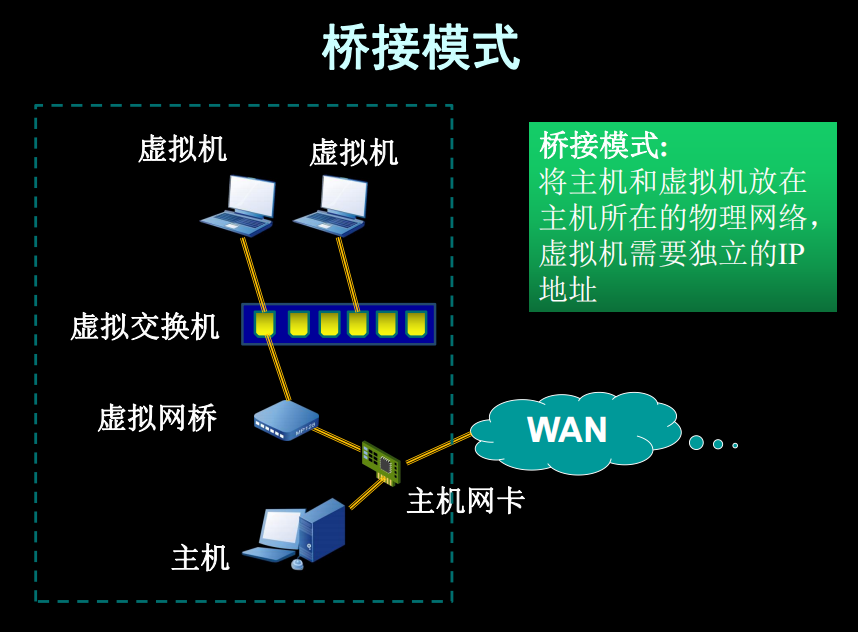 桥接模式
虚拟机
虚拟机
桥接模式:
将主机和虚拟机放在
主机所在的物理网络，
虚拟机需要独立的IP
地址
虚拟交换机
虚拟网桥
WAN
主机网卡
主机